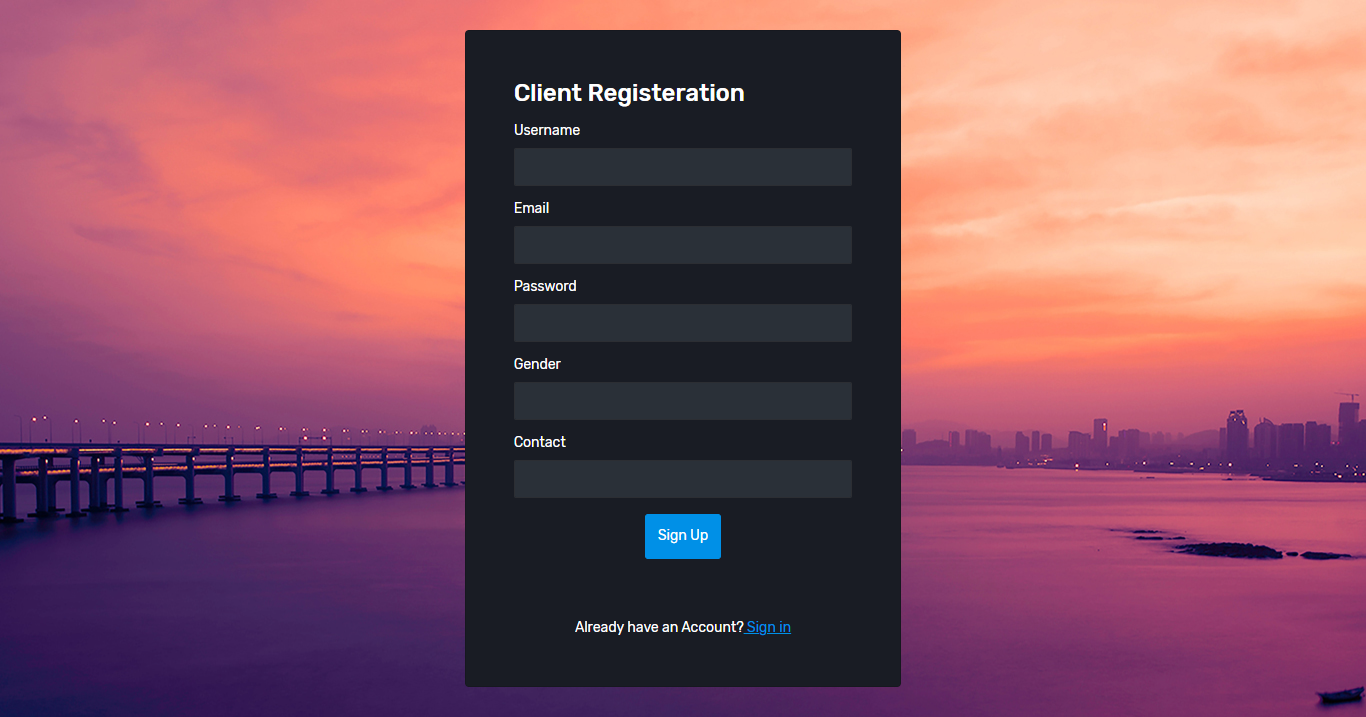 Client Registeration
Username
Email
Password
Gender
Contact
Sign Up
Already have an Account? Sign in